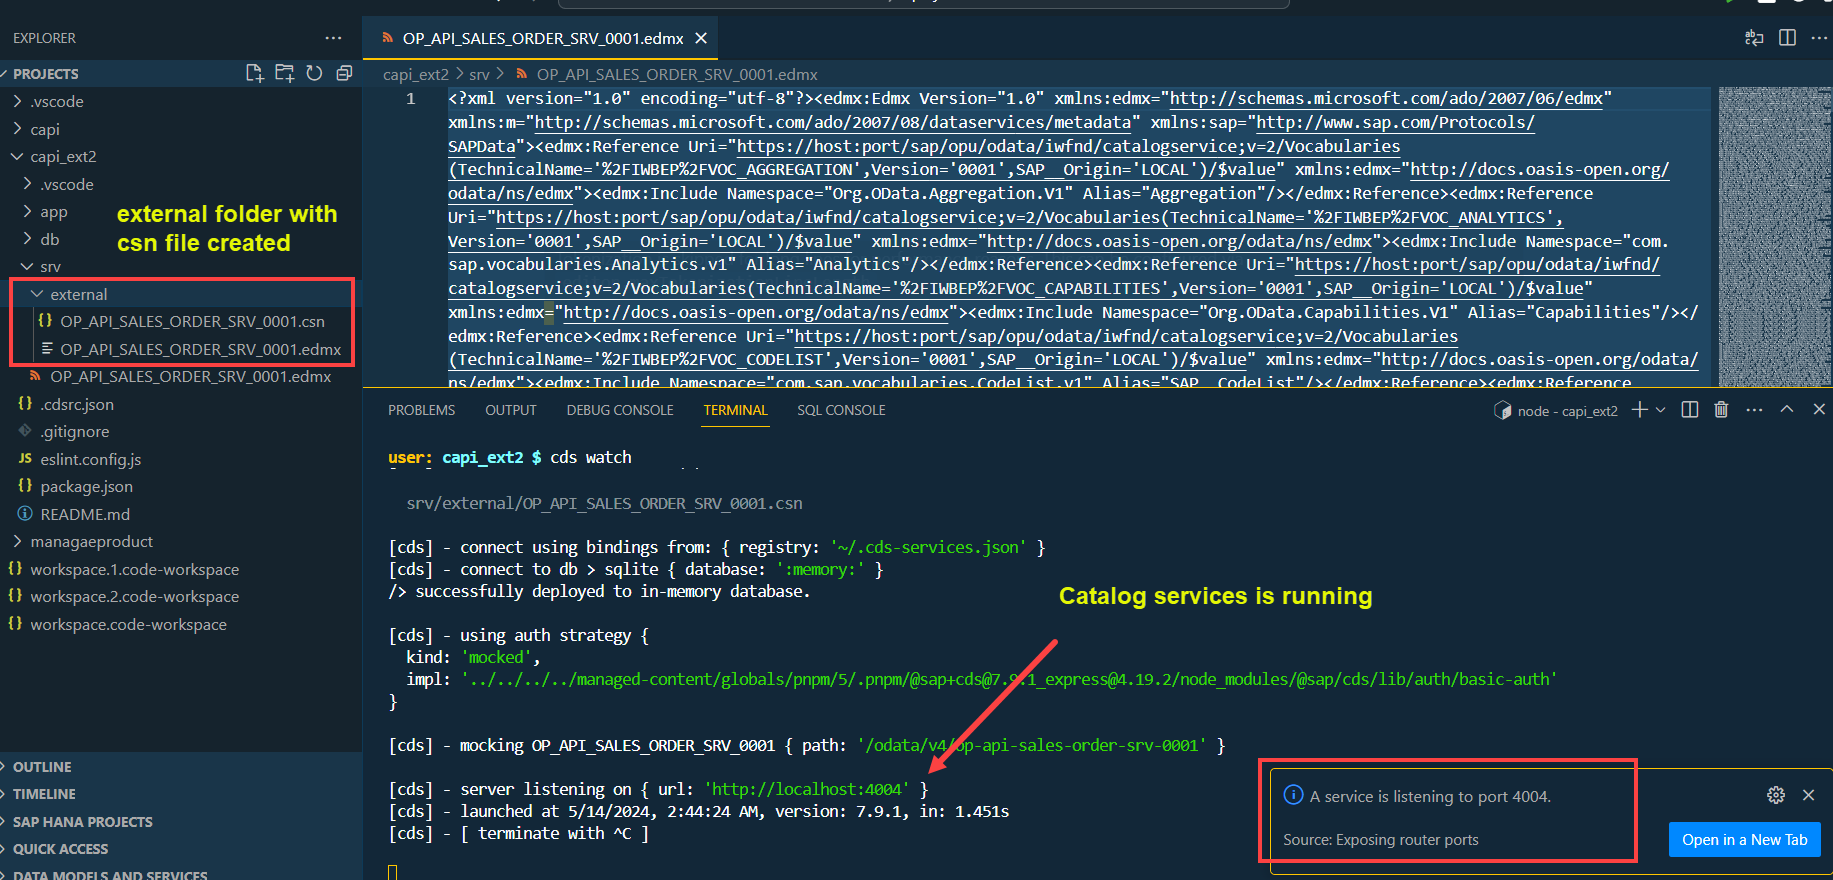 EXPLORER
PROJECTS
.vscode
capi
capi_ext2
.vscode
app
db
srv
external
OP_API_SALES_ORDER_SRV_0001.csn
OP_API_SALES_ORDER_SRV_0001.edmx
OP_API_SALES_ORDER_SRV_0001.edmx
.cdsrc.json
.gitignore
JS eslint.config.js
package.json
README.md
managaeproduct
workspace.1.code-workspace
workspace.2.code-workspace
workspace.code-workspace
external folder with
csn file created
OUTLINE
TIMELINE
SAP HANA PROJECTS
QUICK ACCESS
DATA MODELS AND SERVICES
OP_API_SALES_ORDER_SRV_0001.edmx
capi_ext2 > srv > OP_API_SALES_ORDER_SRV_0001.edmx
1 <?xml version="1.0" encoding="utf-8"?><edmx:Edmx Version="1.0" xmlns:edmx="http://schemas.microsoft.com/ado/2007/06/edmx"
xmlns:m="http://schemas.microsoft.com/ado/2007/08/dataservices/metadata" xmlns:sap="http://www.sap.com/Protocols/
SAPData"><edmx:Reference Uri="https://host:port/sap/opu/odata/iwfnd/catalogservice;v=2/Vocabularies
(TechnicalName='%2FIWBEP%2FVOC_AGGREGATION',Version='0001',SAP__Origin='LOCAL')/$value" xmlns:edmx="http://docs.oasis-open.org/
odata/ns/edmx"><edmx:Include Namespace="Org.OData.Aggregation.V1" Alias="Aggregation"/></edmx:Reference><edmx:Reference
Uri="https://host:port/sap/opu/odata/iwfnd/catalogservice;v=2/Vocabularies(TechnicalName='%2FIWBEP%2FVOC_ANALYTICS',
Version='0001',SAP__Origin='LOCAL')/$value" xmlns:edmx="http://docs.oasis-open.org/odata/ns/edmx"><edmx:Include Namespace="com.
sap.vocabularies.Analytics.v1" Alias="Analytics"/></edmx:Reference><edmx:Reference Uri="https://host:port/sap/opu/odata/iwfnd/
catalogservice;v=2/Vocabularies(TechnicalName='%2FIWBEP%2FVOC_CAPABILITIES',Version='0001',SAP__Origin='LOCAL')/$value"
xmlns:edmx="http://docs.oasis-open.org/odata/ns/edmx"><edmx:Include Namespace="Org.OData.Capabilities.V1" Alias="Capabilities"/></
edmx:Reference><edmx:Reference Uri="https://host:port/sap/opu/odata/iwfnd/catalogservice;v=2/Vocabularies
(TechnicalName='%2FIWBEP%2FVOC_CODELIST',Version='0001',SAP__Origin='LOCAL')/$value" xmlns:edmx="http://docs.oasis-open.org/odata/
ns/edmx"><edmx:Include Namespace="com.sap.vocabularies.CodeList.v1" Alias="SAP__CodeList"/></edmx:Reference><edmx:Reference
PROBLEMS OUTPUT DEBUG CONSOLE TERMINAL SQL CONSOLE node - capi_ext2
user: capi_ext2 $ cds watch
srv/external/OP_API_SALES_ORDER_SRV_0001.csn
[cds] - connect using bindings from: { registry: '~/.cds-services.json' }
[cds] - connect to db > sqlite { database: ':memory:' }
/> successfully deployed to in-memory database.
Catalog services is running
[cds] - using auth strategy {
kind: 'mocked',
impl: '../../../../managed-content/globals/pnpm/5/.pnpm/@sap+cds@7.9.1_express@4.19.2/node_modules/@sap/cds/lib/auth/basic-auth'
}
[cds] - mocking OP_API_SALES_ORDER_SRV_0001 { path: '/odata/v4/op-api-sales-order-srv-0001' }
[cds] - server listening on { url: 'http://localhost:4004' }
[cds] - launched at 5/14/2024, 2:44:24 AM, version: 7.9.1, in: 1.451s
[cds] - [ terminate with ^C ]
A service is listening to port 4004.
Source: Exposing router ports
Open in a New Tab